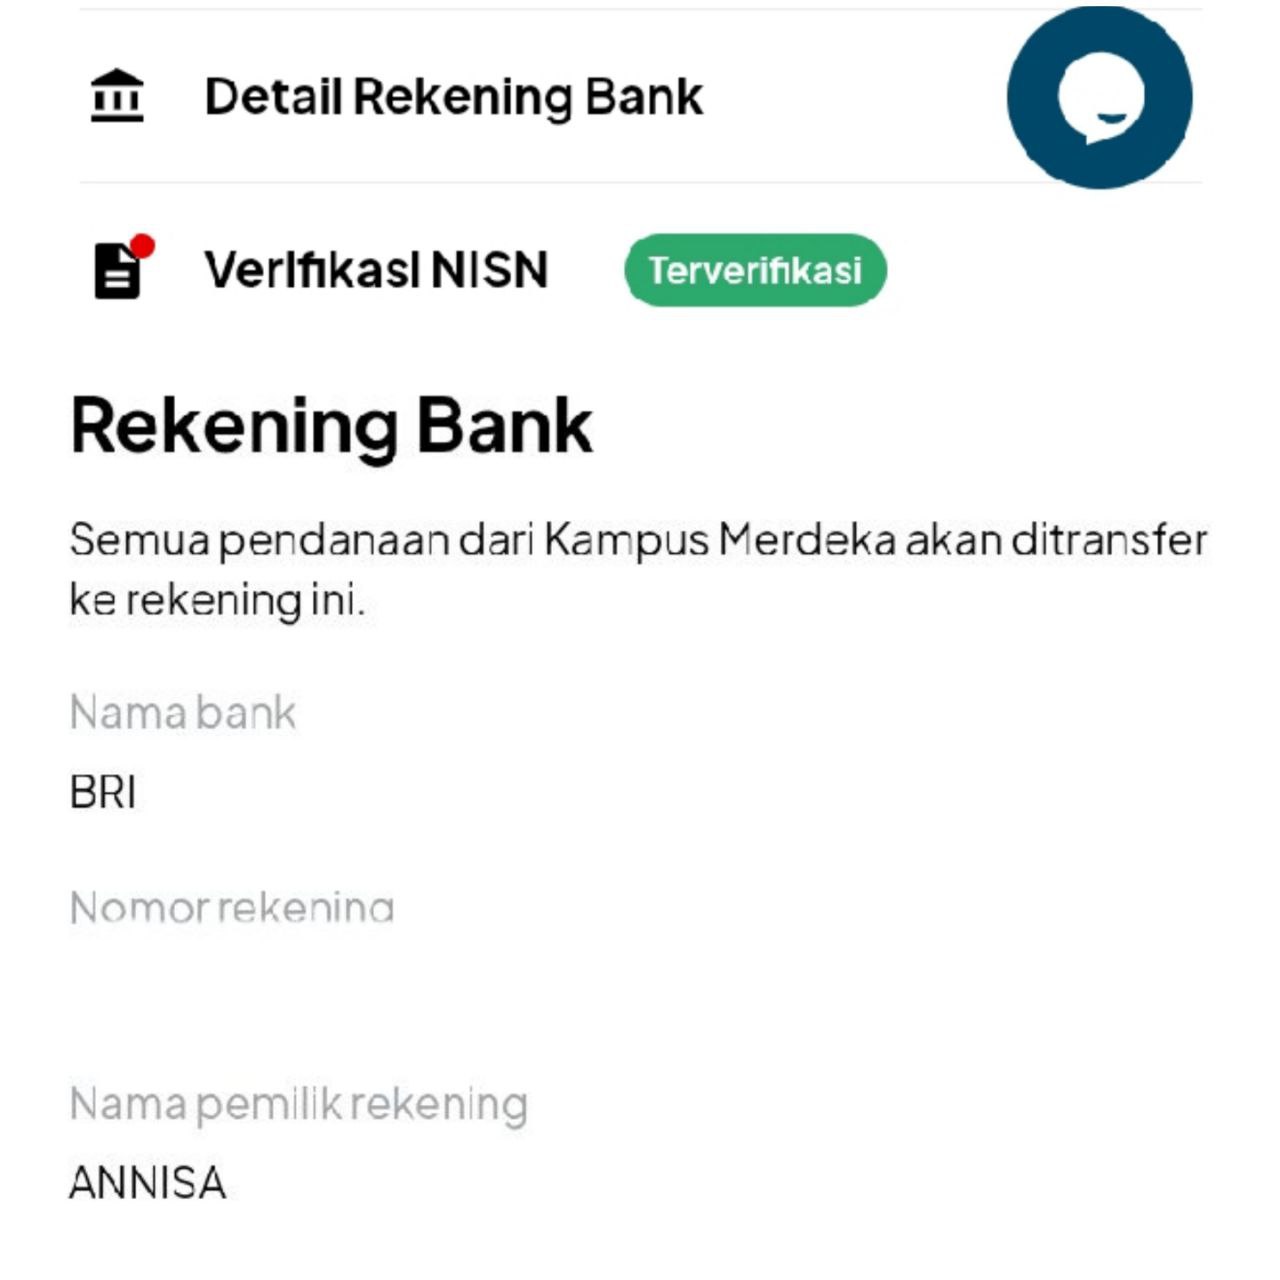 Detail Rekening Bank
Verifikasi NISN
Terverifikasi
Rekening Bank
Semua pendanaan dari Kampus Merdeka akan ditransfer
ke rekening ini.
Nama bank
BRI
Nomor rekening
Nama pemilik rekening
ANNISA